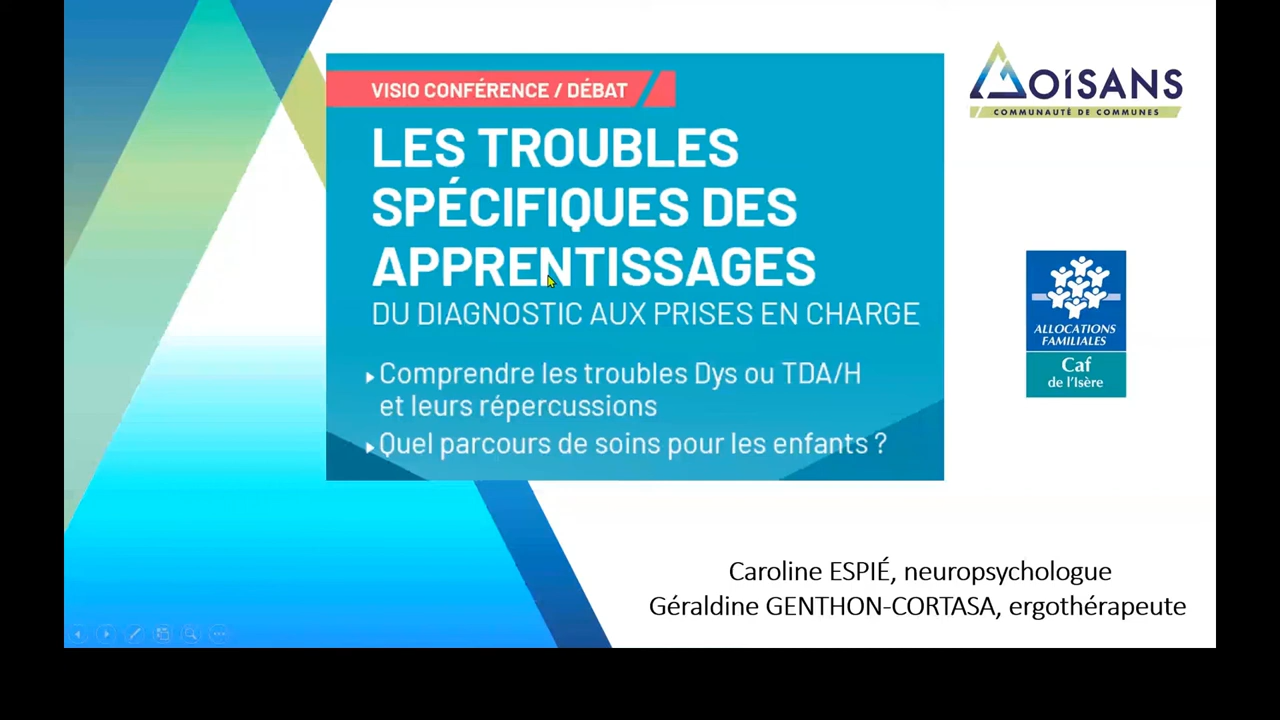 VISIO CONFÉRENCE / DÉBAT
LES TROUBLES
SPÉCIFIQUES DES
APPRENTISSAGES
DU DIAGNOSTIC AUX PRISES EN CHARGE
Comprendre les troubles Dys ou TDA/H
et leurs répercussions
Quel parcours de soins pour les enfants ?
OISANS
COMMUNAUTÉ DE COMMUNES
ALLOCATIONS
FAMILIALES
Caf
de l'Isère
Caroline ESPIÉ, neuropsychologue
Géraldine GENTHON-CORTASA, ergothérapeute